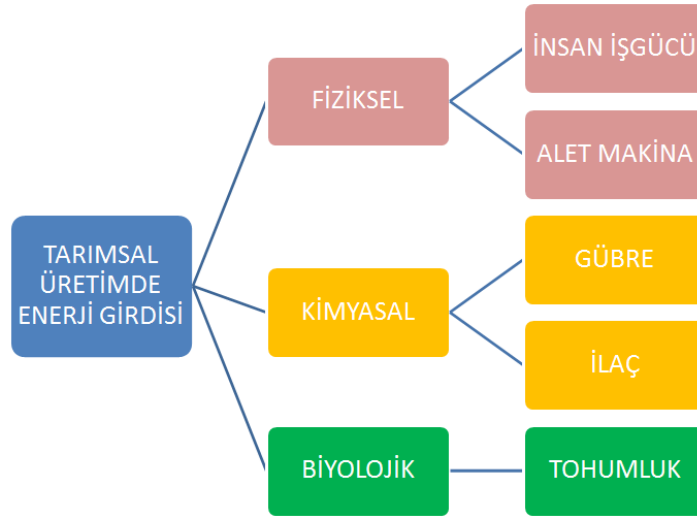 TARIMSAL
ÜRETİMDE
ENERJİ GİRDİSİ
FİZİKSEL
İNSAN İŞGÜCÜ
ALET MAKİNA
KİMYASAL
GÜBRE
İLAÇ
BİYOLOJİK
TOHUMLUK